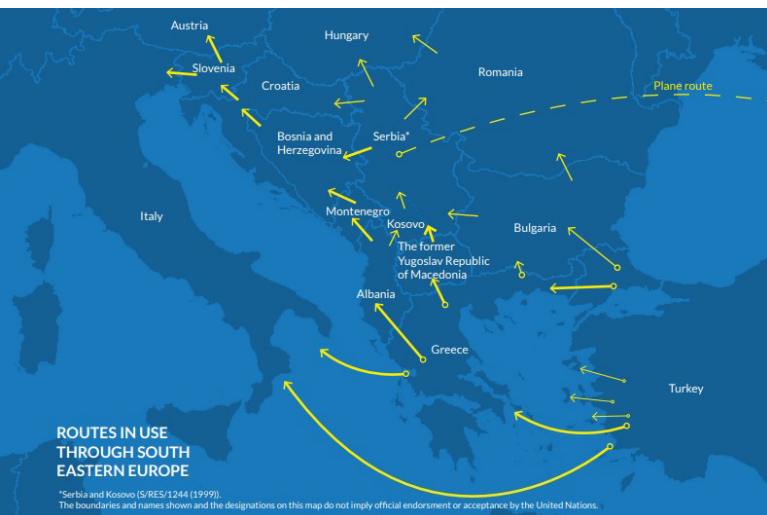 Austria
Hungary
Slovenia
Croatia
Romania
Plane route
Bosnia and
Herzegovina
Serbia*
Italy
Montenegro
Kosovo
Bulgaria
The former
Yugoslav Republic
of Macedonia
Albania
Greece
Turkey
ROUTES IN USE
THROUGH SOUTH
EASTERN EUROPE
*Serbia and Kosovo (S/RES/1244 (1999)).
The boundaries and names shown and the designations on this map do not imply official endorsment or acceptance by the United Nations.